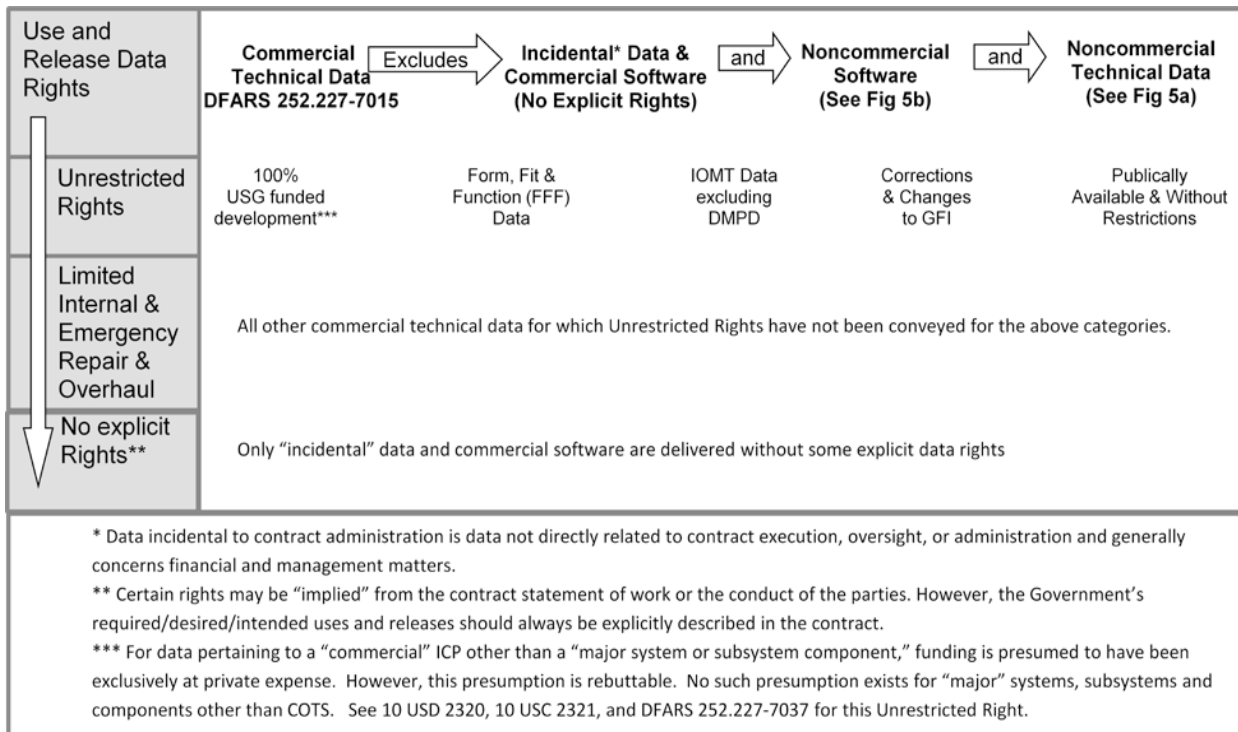 Use and
Release Data
Rights
Commercial
Technical Data
DFARS 252.227-7015
Excludes
Incidental* Data &
Commercial Software
(No Explicit Rights)
and
Noncommercial
Software
(See Fig 5b)
and
Noncommercial
Technical Data
(See Fig 5a)
Unrestricted
Rights
100%
USG funded
development***
Form, Fit &
Function (FFF)
Data
IOMT Data
excluding
DMPD
Corrections
& Changes
to GFI
Publically
Available & Without
Restrictions
Limited
Internal &
Emergency
Repair &
Overhaul
All other commercial technical data for which Unrestricted Rights have not been conveyed for the above categories.
No explicit
Rights**
Only “incidental” data and commercial software are delivered without some explicit data rights
* Data incidental to contract administration is data not directly related to contract execution, oversight, or administration and generally
concerns financial and management matters.
** Certain rights may be “implied” from the contract statement of work or the conduct of the parties. However, the Government’s
required/desired/intended uses and releases should always be explicitly described in the contract.
*** For data pertaining to a “commercial” ICP other than a “major system or subsystem component,” funding is presumed to have been
exclusively at private expense. However, this presumption is rebuttable. No such presumption exists for “major” systems, subsystems and
components other than COTS. See 10 USD 2320, 10 USC 2321, and DFARS 252.227-7037 for this Unrestricted Right.